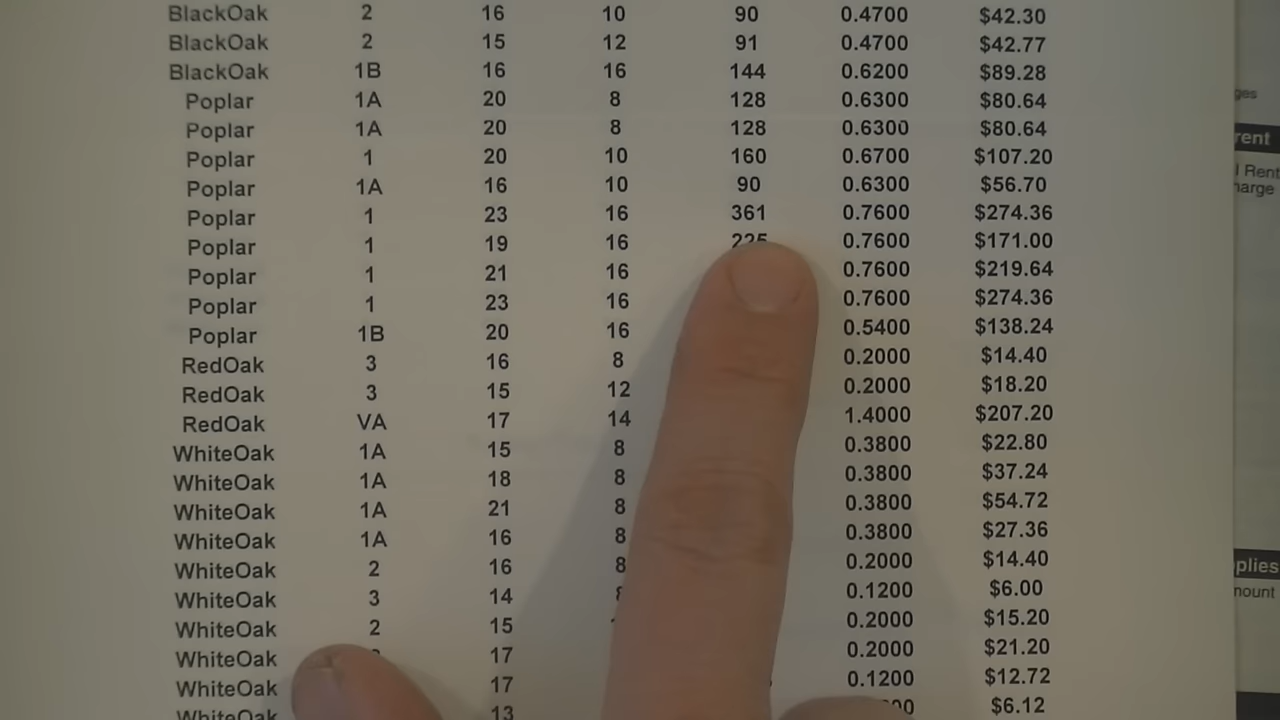 BlackOak 2 16 10 90 0.4700 $42.30
BlackOak 2 15 12 91 0.4700 $42.77
BlackOak 1B 16 16 144 0.6200 $89.28
Poplar 1A 20 8 128 0.6300 $80.64
Poplar 1A 20 8 128 0.6300 $80.64
Poplar 1 20 10 160 0.6700 $107.20
Poplar 1A 16 10 90 0.6300 $56.70
Poplar 1 23 16 361 0.7600 $274.36
Poplar 1 19 16 225 0.7600 $171.00
Poplar 1 21 16 0.7600 $219.64
Poplar 1 23 16 0.7600 $274.36
Poplar 1B 20 16 0.5400 $138.24
RedOak 3 16 8 0.2000 $14.40
RedOak 3 15 12 0.2000 $18.20
RedOak VA 17 14 1.4000 $207.20
WhiteOak 1A 15 8 0.3800 $22.80
WhiteOak 1A 18 8 0.3800 $37.24
WhiteOak 1A 21 8 0.3800 $54.72
WhiteOak 1A 16 8 0.3800 $27.36
WhiteOak 2 16 8 0.2000 $14.40
WhiteOak 3 14 0.1200 $6.00
WhiteOak 2 15 0.2000 $15.20
WhiteOak 17 0.2000 $21.20
WhiteOak 17 0.1200 $12.72
WhiteOak 13 $6.12